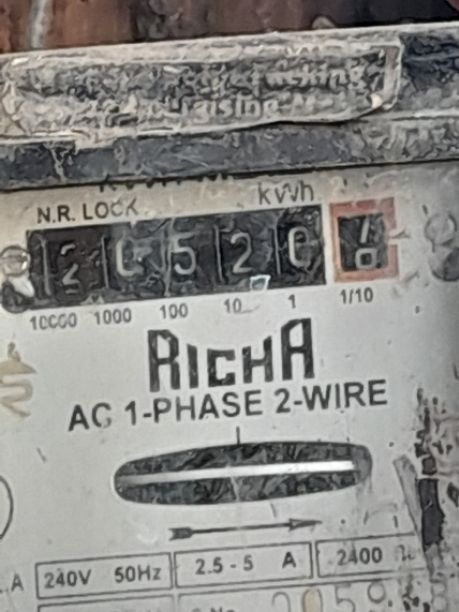 kWh
N.R. LOCK
20520
10000 1000 100 10 1 1/10
RICHA
AC 1-PHASE 2-WIRE
240V 50Hz 2.5-5 A 2400